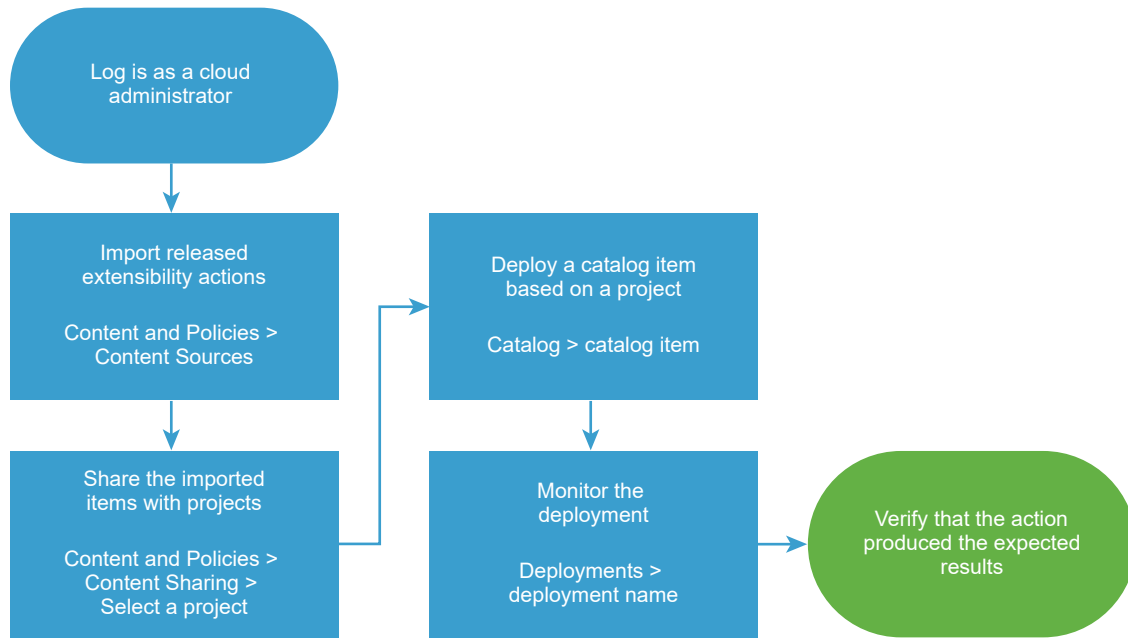 Log is as a cloud
administrator
Import released
extensibility actions
Content and Policies >
Content Sources
Share the imported
items with projects
Content and Policies >
Content Sharing >
Select a project
Deploy a catalog item
based on a project
Catalog > catalog item
Monitor the
deployment
Deployments >
deployment name
Verify that the action
produced the expected
results